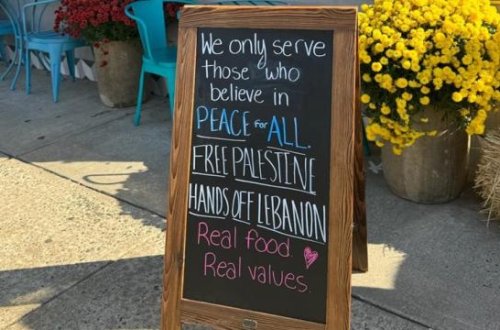 We only serve
those who
believe in
PEACE for ALL.
FREE PALESTINE
HANDS OFF LEBANON
Real food.
Real values.